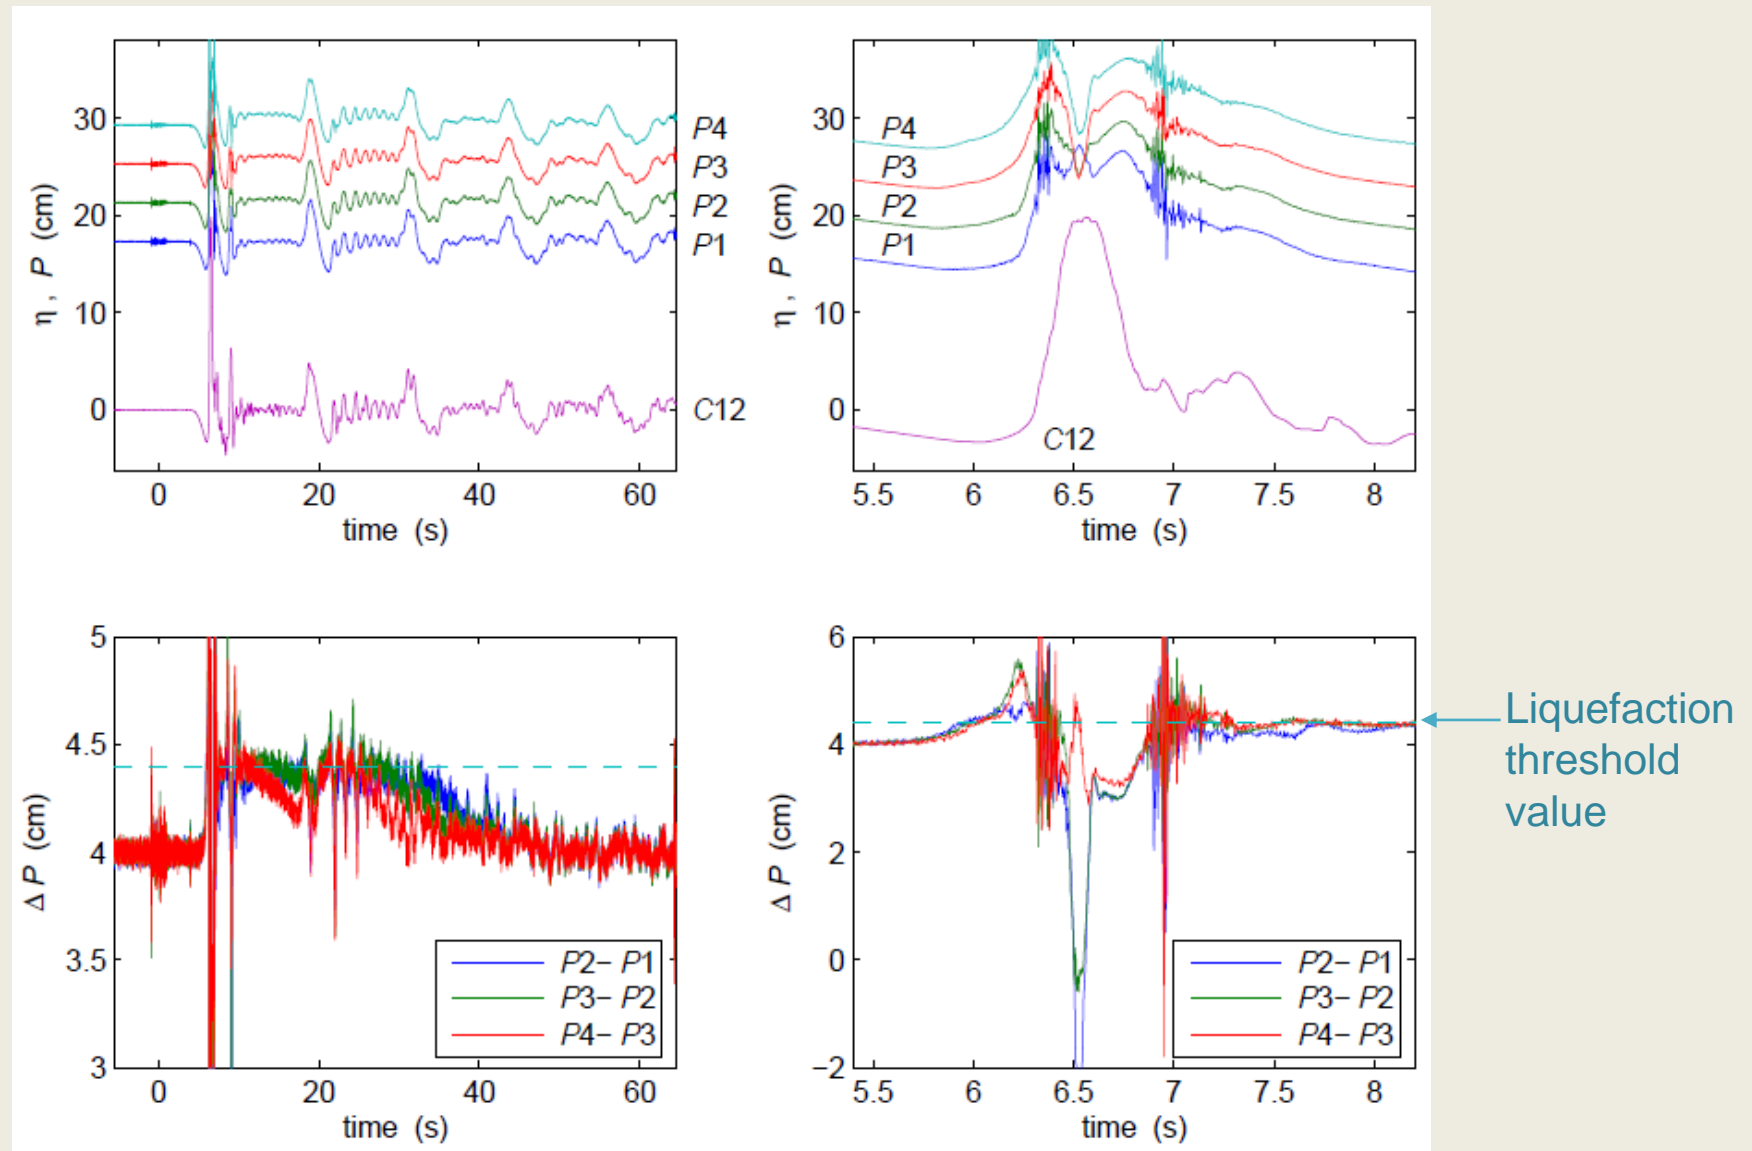 30
20
10
0
η , P (cm)
P4
P3
P2
P1
C12
0 20 40 60
time (s)
30
20
10
0
η , P (cm)
P4
P3
P2
P1
C12
5.5 6 6.5 7 7.5 8
time (s)
5
4.5
4
3.5
3
Δ P (cm)
P2– P1
P3– P2
P4– P3
0 20 40 60
time (s)
6
4
2
0
–2
Δ P (cm)
P2– P1
P3– P2
P4– P3
5.5 6 6.5 7 7.5 8
time (s)
Liquefaction
threshold
value